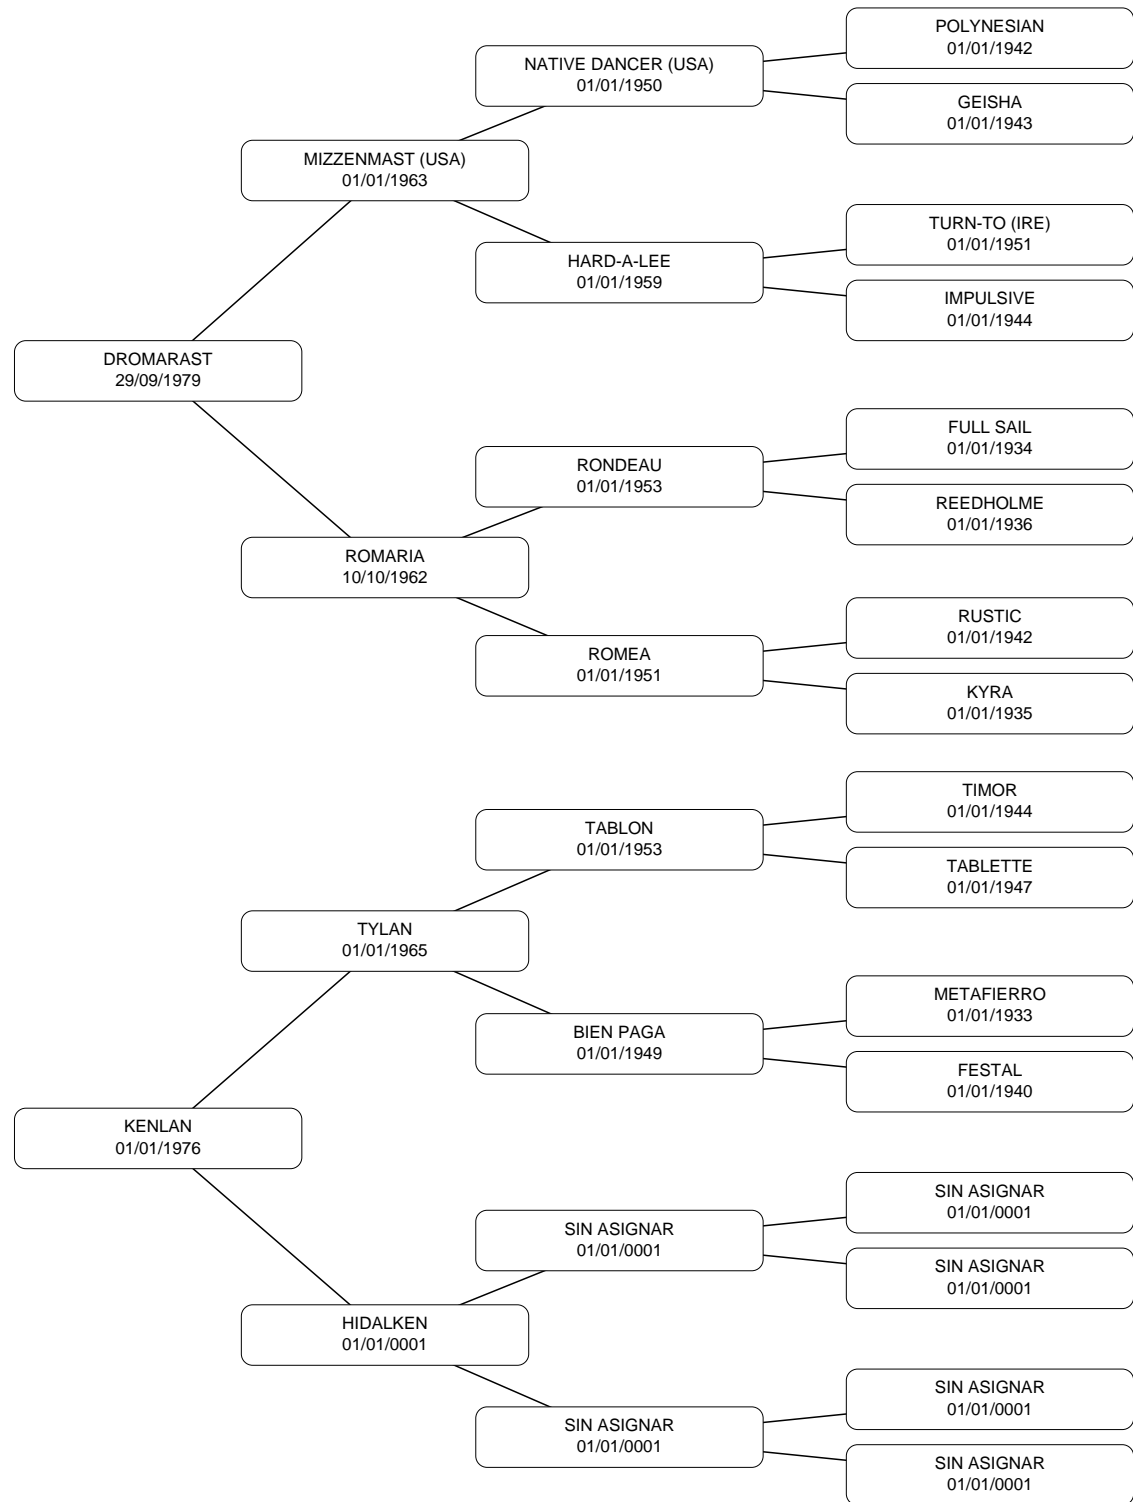 POLYNESIAN
01/01/1942
NATIVE DANCER (USA)
01/01/1950
GEISHA
01/01/1943
MIZZENMAST (USA)
01/01/1963
TURN-TO (IRE)
01/01/1951
HARD-A-LEE
01/01/1959
IMPULSIVE
01/01/1944
DROMARAST
29/09/1979
FULL SAIL
01/01/1934
RONDEAU
01/01/1953
REEDHOLME
01/01/1936
ROMARIA
10/10/1962
RUSTIC
01/01/1942
ROMEA
01/01/1951
KYRA
01/01/1935
TIMOR
01/01/1944
TABLON
01/01/1953
TABLETTE
01/01/1947
TYLAN
01/01/1965
METAFIERRO
01/01/1933
BIEN PAGA
01/01/1949
FESTAL
01/01/1940
KENLAN
01/01/1976
SIN ASIGNAR
01/01/0001
SIN ASIGNAR
01/01/0001
SIN ASIGNAR
01/01/0001
HIDALKEN
01/01/0001
SIN ASIGNAR
01/01/0001
SIN ASIGNAR
01/01/0001
SIN ASIGNAR
01/01/0001